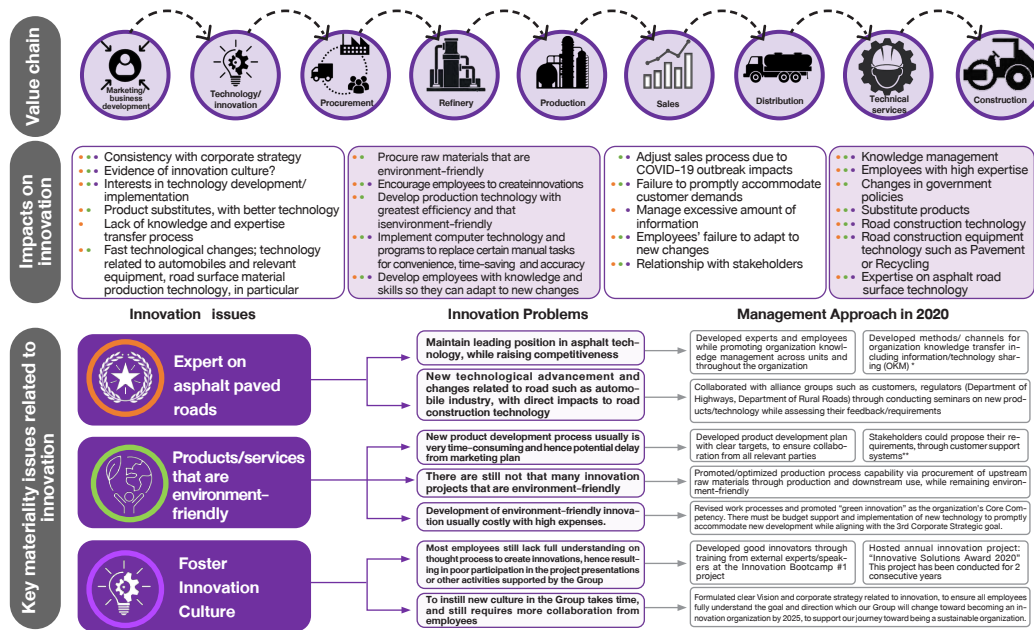 Value chain
Marketing/
business
development
Technology/
innovation
Procurement
Refinery
Production
Sales
Distribution
Technical
services
Construction
Impacts on
innovation
Consistency with corporate strategy
Evidence of innovation culture?
Interests in technology development/
implementation
Product substitutes, with better technology
Lack of knowledge and expertise
transfer process
Fast technological changes; technology
related to automobiles and relevant
equipment, road surface material
production technology, in particular
Procure raw materials that are
environment-friendly
Encourage employees to createinnovations
Develop production technology with
greatest efficiency and that
isenvironment-friendly
Implement computer technology and
programs to replace certain manual tasks
for convenience, time-saving and accuracy
Develop employees with knowledge and
skills so they can adapt to new changes
Adjust sales process due to
COVID-19 outbreak impacts
Failure to promptly accommodate
customer demands
Manage excessive amount of
information
Employees' failure to adapt to
new changes
Relationship with stakeholders
Knowledge management
Employees with high expertise
Changes in government
policies
Substitute products
Road construction technology
Road construction equipment
technology such as Pavement
or Recycling
Expertise on asphalt road
surface technology
Key materiality issues related to
innovation
Innovation issues
Innovation Problems
Management Approach in 2020
Expert on
asphalt paved
roads
Maintain leading position in asphalt tech-
nology, while raising competitiveness
New technological advancement and
changes related to road such as automo-
bile industry, with direct impacts to road
construction technology
Developed experts and employees
while promoting organization know-
ledge management across units and
throughout the organization
Developed methods/ channels for
organization knowledge transfer in-
cluding information/technology shar-
ing (OKM) *
Collaborated with alliance groups such as customers, regulators (Department of
Highways, Department of Rural Roads) through conducting seminars on new pro-
ducts/technology while assessing their feedback/requirements
Products/services
that are
environment-
friendly
New product development process usually is
very time-consuming and hence potential delay
from marketing plan
There are still not that many innovation
projects that are environment-friendly
Development of environment-friendly innova-
tion usually costly with high expenses.
Developed product development plan
with clear targets, to ensure collabo-
ration from all relevant parties
Stakeholders could propose their re-
quirements, through customer support
systems**
Promoted/optimized production process capability via procurement of upstream
raw materials through production and downstream use, while remaining environ-
ment-friendly
Revised work processes and promoted "green innovation" as the organization's Core Com-
petency. There must be budget support and implementation of new technology to promptly
accommodate new development while aligning with the 3rd Corporate Strategic goal.
Foster
Innovation
Culture
Most employees still lack full understanding on
thought process to create innovations, hence result-
ing in poor participation in the project presentations
or other activities supported by the Group
To instill new culture in the Group takes time,
and still requires more collaboration from
employees
Developed good innovators through
training from external experts/speak-
ers at the Innovation Bootcamp #1
project
Hosted annual innovation project:
"Innovative Solutions Award 2020"
This project has been conducted for 2
consecutive years
Formulated clear Vision and corporate strategy related to innovation, to ensure all employees
fully understand the goal and direction which our Group will change toward becoming an in-
novation organization by 2025, to support our journey toward being a sustainable organization.